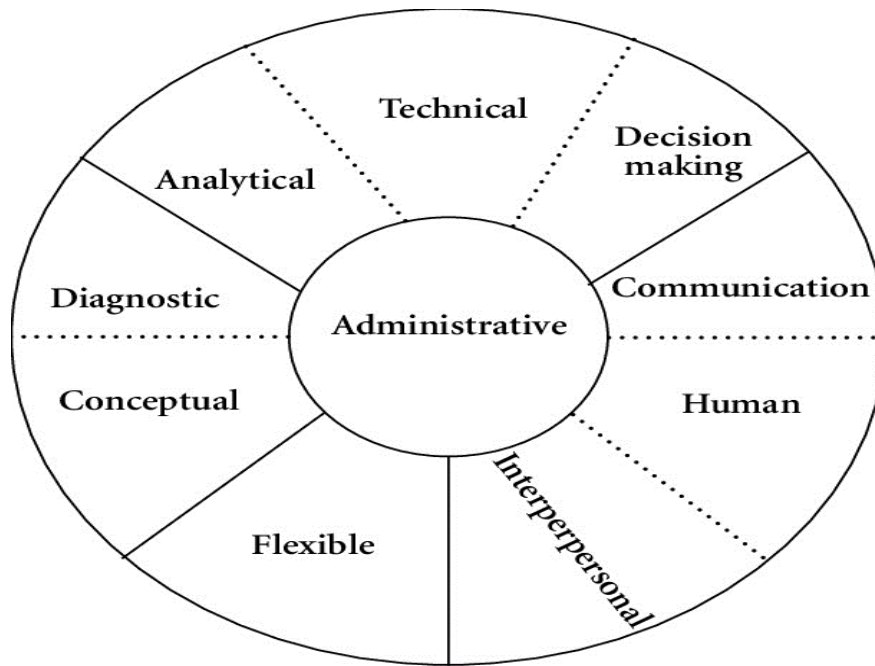 Technical
Decision
making
Analytical
Diagnostic
Communication
Administrative
Conceptual
Human
Flexible
Interperpersonal